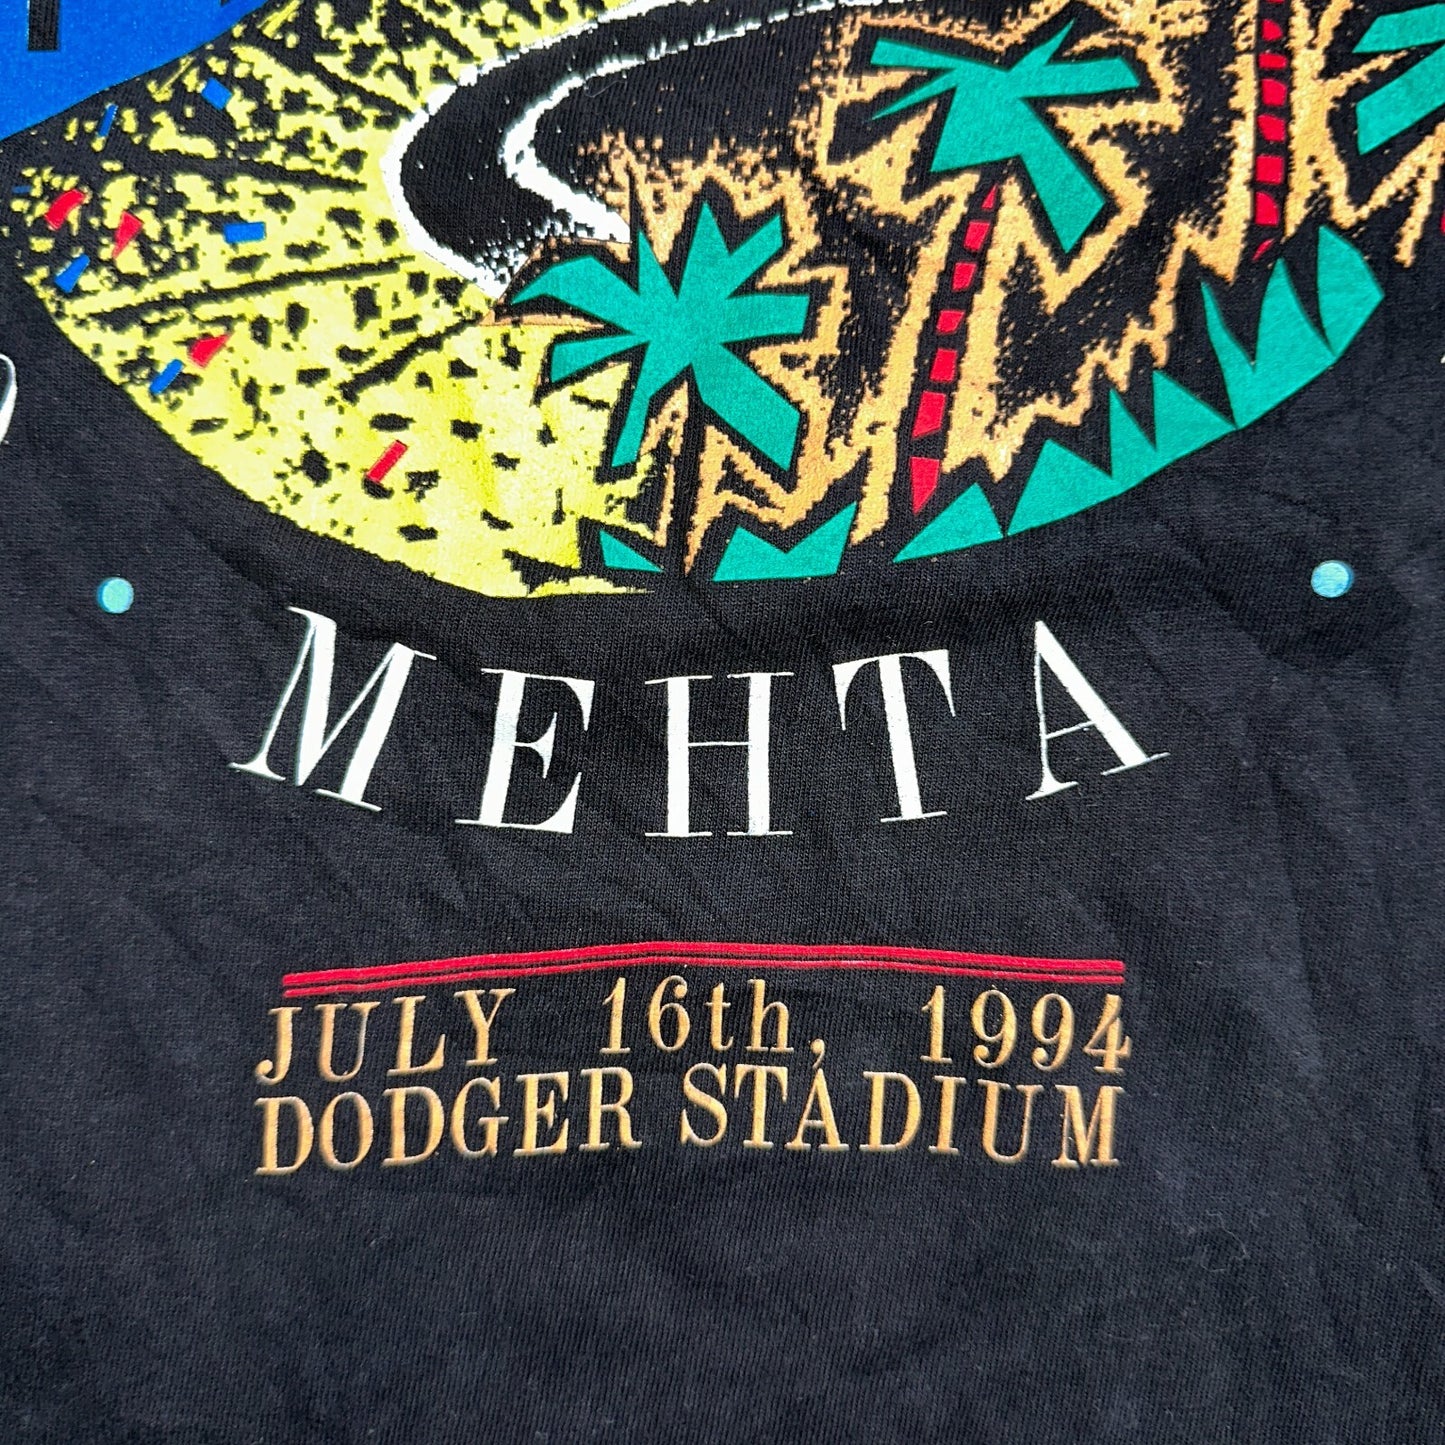 MEHTA
JULY 16th, 1994
DODGER STADIUM